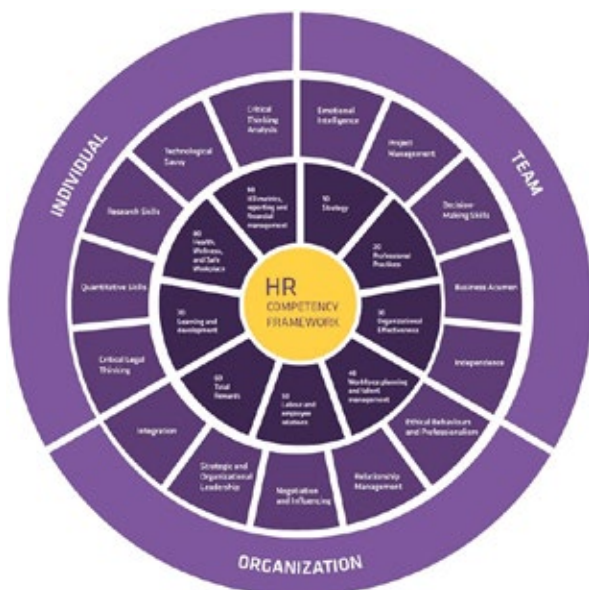 HR
COMPETENCY
FRAMEWORK
INDIVIDUAL
TEAM
ORGANIZATION
Emotional
Intelligence
Project
Management
Decision-
Making Skills
Business Acumen
Independence
Ethical Behaviours
and Professionalism
Relationship
Management
Negotiation
and Influencing
Strategic and
Organizational
Leadership
Integration
Critical Legal
Thinking
Quantitative Skills
Research Skills
Technological
Savvy
Critical
Thinking
Analysis
10
Strategy
20
Professional
Practices
30
Organizational
Effectiveness
40
Workforce planning
and talent
management
50
Labour and
employee
relations
60
Total
Rewards
Learning and
development
80
Health,
Wellness,
and Safe
Workplace
HR metrics,
reporting and
financial
management